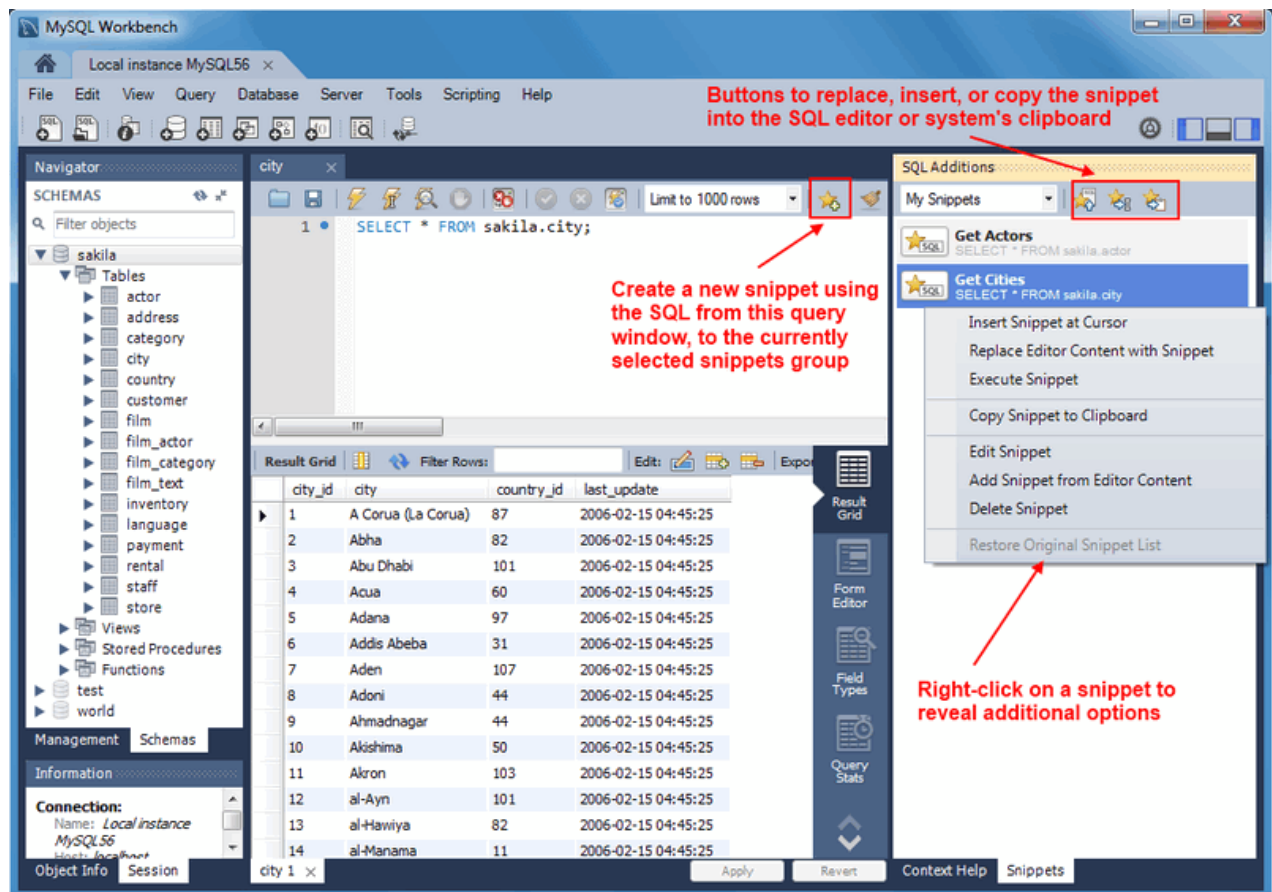 MySQL Workbench
Local instance MySQL56
File Edit View Query Database Server Tools Scripting Help
Buttons to replace, insert, or copy the snippet
into the SQL editor or system's clipboard
Navigator
SCHEMAS
Filter objects
sakila
Tables
actor
address
category
city
country
customer
film
film_actor
film_category
film_text
inventory
language
payment
rental
staff
store
Views
Stored Procedures
Functions
test
world
Management Schemas
Information
Connection:
Name: Local instance
MySQL56
Host: localhost
Object Info Session
city
Limit to 1000 rows
1 SELECT * FROM sakila.city;
Create a new snippet using
the SQL from this query
window, to the currently
selected snippets group
Result Grid Filter Rows: Edit: Expor
city_id city country_id last_update
1 A Corua (La Corua) 87 2006-02-15 04:45:25
2 Abha 82 2006-02-15 04:45:25
3 Abu Dhabi 101 2006-02-15 04:45:25
4 Acua 60 2006-02-15 04:45:25
5 Adana 97 2006-02-15 04:45:25
6 Addis Abeba 31 2006-02-15 04:45:25
7 Aden 107 2006-02-15 04:45:25
8 Adoni 44 2006-02-15 04:45:25
9 Ahmadnagar 44 2006-02-15 04:45:25
10 Akishima 50 2006-02-15 04:45:25
11 Akron 103 2006-02-15 04:45:25
12 al-Ayn 101 2006-02-15 04:45:25
13 al-Hawiya 82 2006-02-15 04:45:25
14 al-Manama 11 2006-02-15 04:45:25
city 1
Apply Revert
Result
Grid
Form
Editor
Field
Types
Query
Stats
SQL Additions
My Snippets
Get Actors
SELECT * FROM sakila.actor
Get Cities
SELECT * FROM sakila.city
Insert Snippet at Cursor
Replace Editor Content with Snippet
Execute Snippet
Copy Snippet to Clipboard
Edit Snippet
Add Snippet from Editor Content
Delete Snippet
Restore Original Snippet List
Right-click on a snippet to
reveal additional options
Context Help Snippets